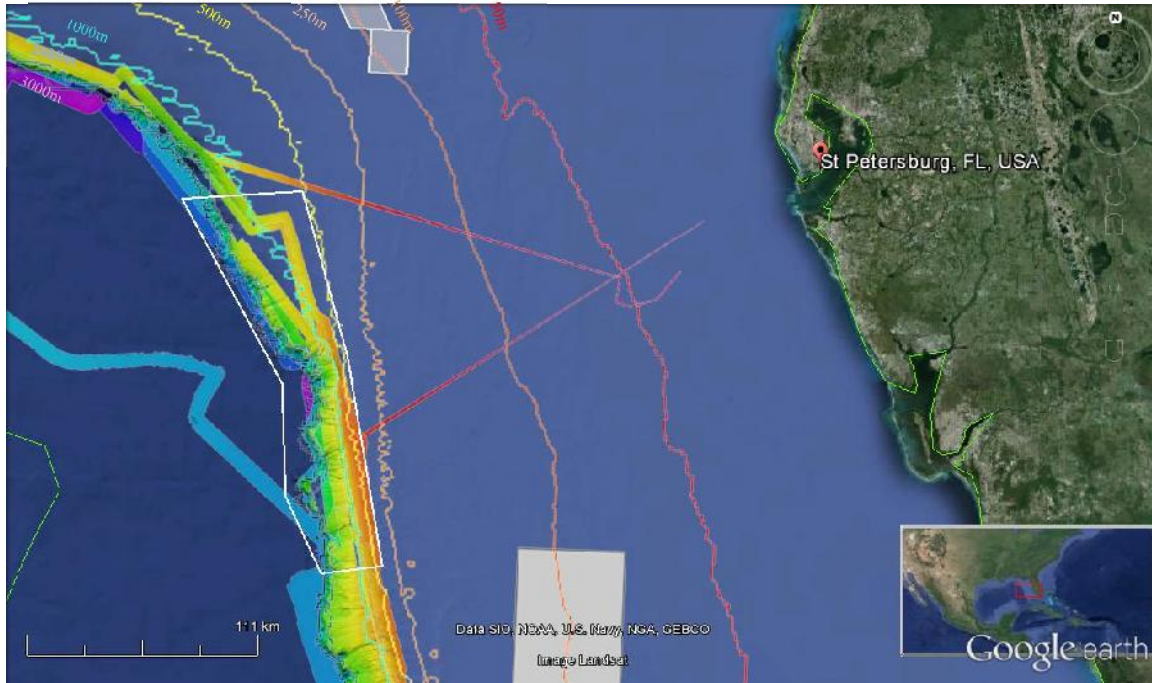 1000m
500m
250m
100m
3000m
N
St Petersburg, FL, USA
111 km
Data SIO, NOAA, U.S. Navy, NGA, GEBCO
Image Landsat
Google earth